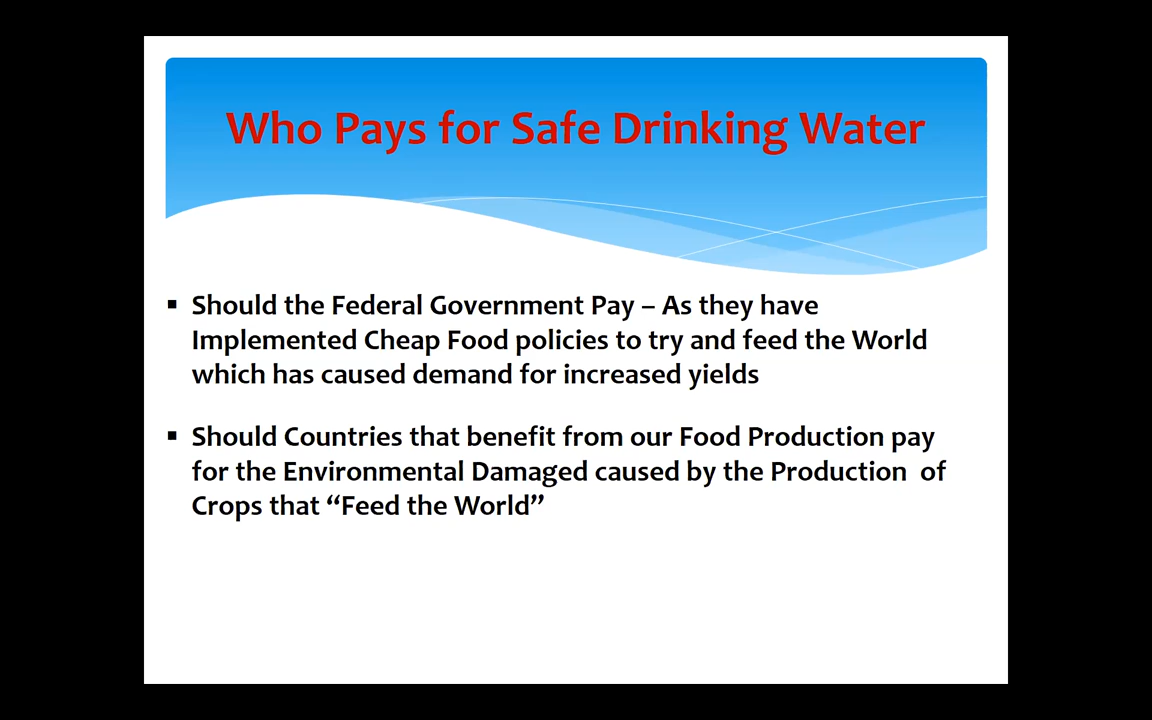 Who Pays for Safe Drinking Water
▪ Should the Federal Government Pay – As they have
Implemented Cheap Food policies to try and feed the World
which has caused demand for increased yields
▪ Should Countries that benefit from our Food Production pay
for the Environmental Damaged caused by the Production  of
Crops that “Feed the World”